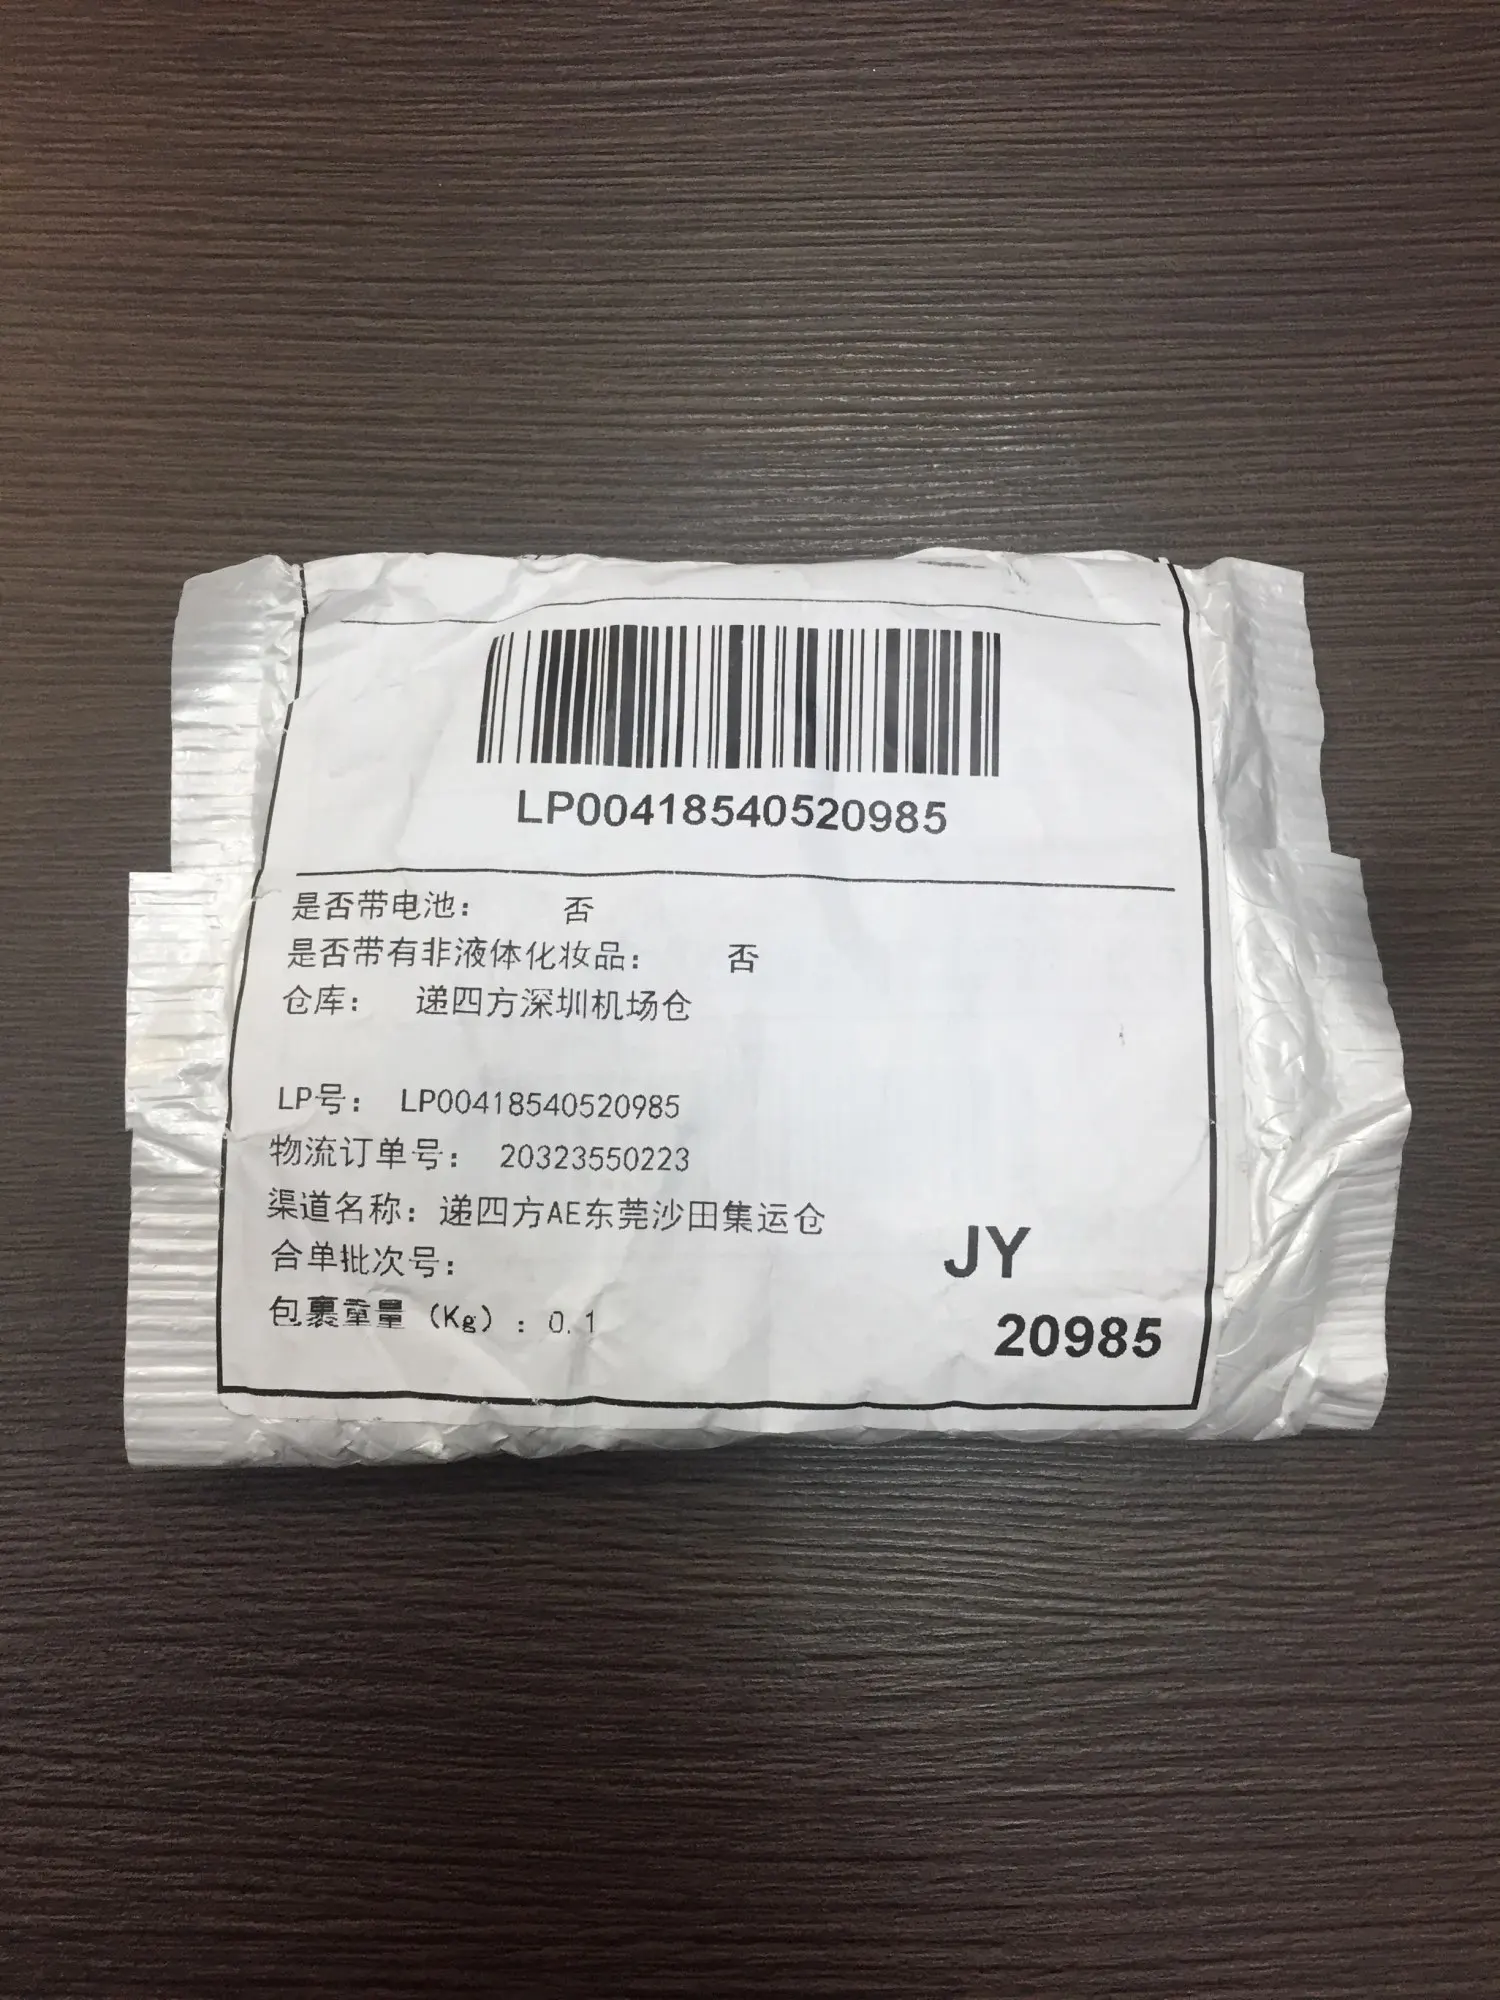 LP00418540520985
是否带电池： 否
是否带有非液体化妆品： 否
仓库： 递四方深圳机场仓
LP号： LP00418540520985
物流订单号： 20323550223
渠道名称：递四方AE东莞沙田集运仓
合单批次号：
包裹重量（Kg）：0.1
JY
20985